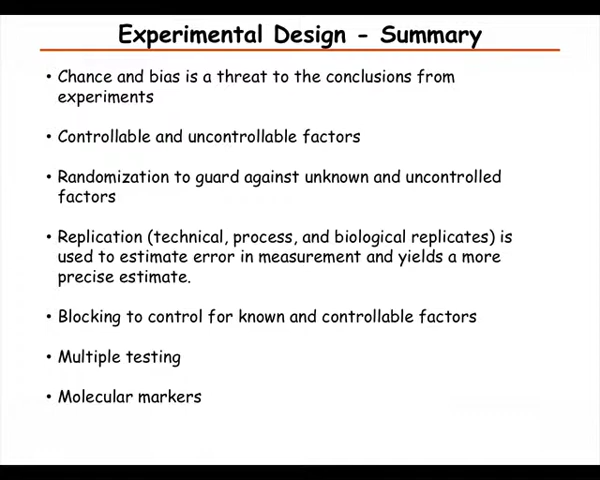 Experimental Design - Summary
• Chance and bias is a threat to the conclusions from
experiments
• Controllable and uncontrollable factors
• Randomization to guard against unknown and uncontrolled
factors
• Replication (technical, process, and biological replicates) is
used to estimate error in measurement and yields a more
precise estimate.
• Blocking to control for known and controllable factors
• Multiple testing
• Molecular markers